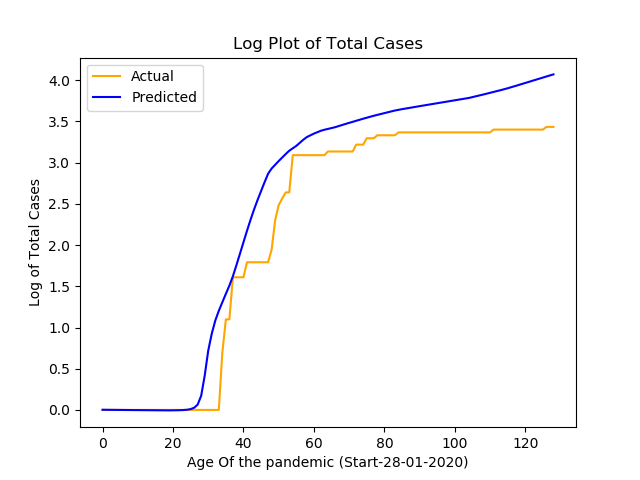 Log Plot of Total Cases
Actual
Predicted
4.0
3.5
3.0
2.5
2.0
1.5
1.0
0.5
0.0
Log of Total Cases
0 20 40 60 80 100 120
Age Of the pandemic (Start-28-01-2020)